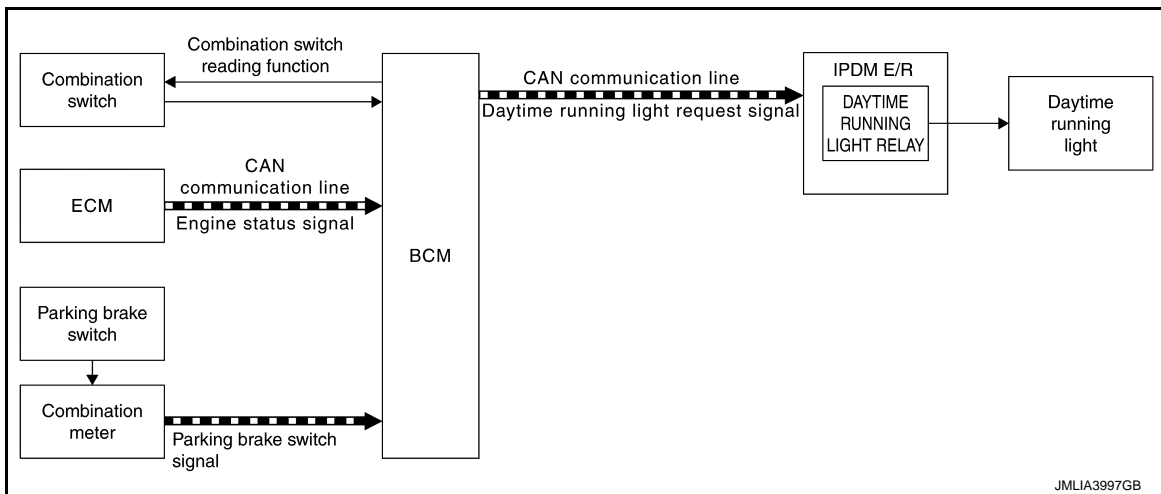 Combination switch
reading function
Combination
switch
CAN communication line
Daytime running light request signal
IPDM E/R
DAYTIME
RUNNING
LIGHT RELAY
Daytime
running
light
CAN
communication line
ECM
Engine status signal
BCM
Parking brake
switch
Combination
meter
Parking brake switch
signal
JMLIA3997GB